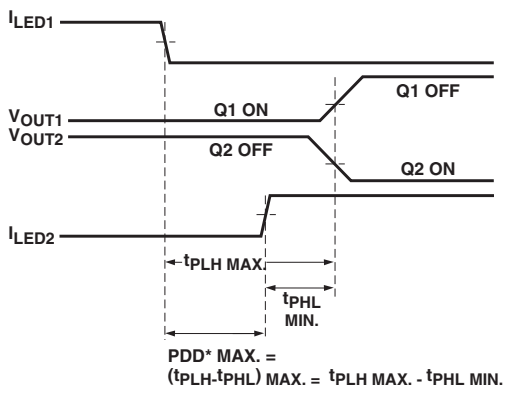 ILED1
Q1 OFF
VOUT1
Q1 ON
VOUT2
Q2 OFF
Q2 ON
ILED2
tPLH MAX.
tPHL
MIN.
PDD* MAX. =
(tPLH-tPHL) MAX. = tPLH MAX. - tPHL MIN.